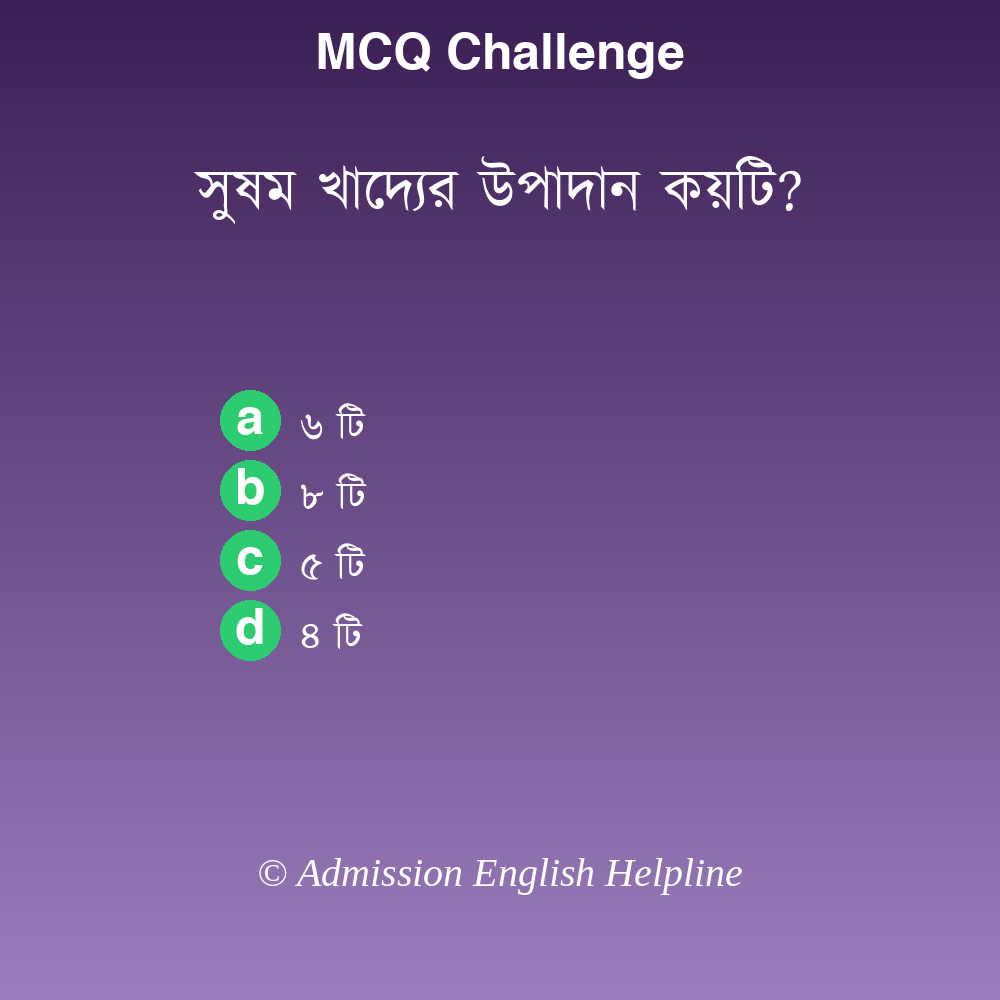 MCQ Challenge
সুষম খাদ্যের উপাদান কয়টি?
a ৬ টি
b ৮ টি
c ৫ টি
d ৪ টি
© Admission English Helpline